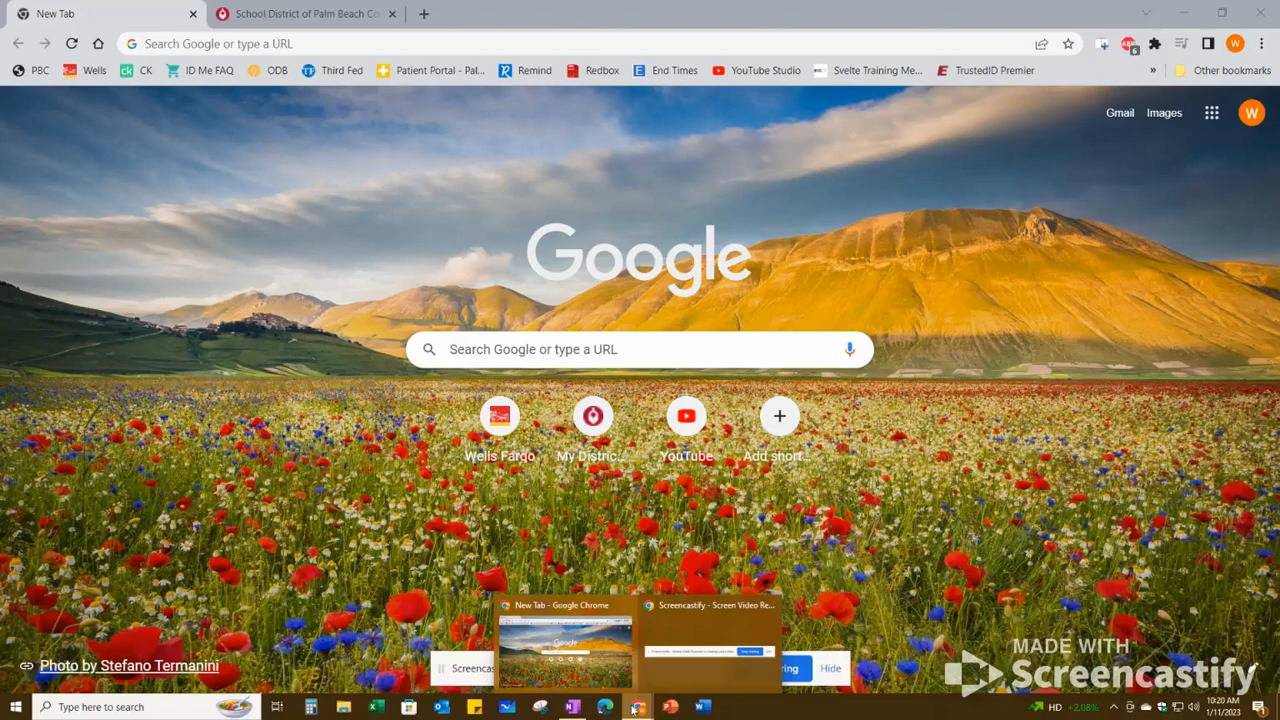 New Tab
School District of Palm Beach Co
Search Google or type a URL
6
W
PBC
Wells
CK
ID Me FAQ
ODB
Third Fed
Patient Portal - Pal...
Remind
Redbox
End Times
YouTube Studio
Svelte Training Me...
TrustedID Premier
»
Other bookmarks
Gmail
Images
W
Google
Search Google or type a URL
Wells Fargo
My Distric...
YouTube
Add short...
New Tab - Google Chrome
Screencastify - Screen Video Re...
Photo by Stefano Termanini
Screencas
ring
Hide
MADE WITH
Screencastify
Type here to search
HD +2.08%
10:20 AM
1/11/2023